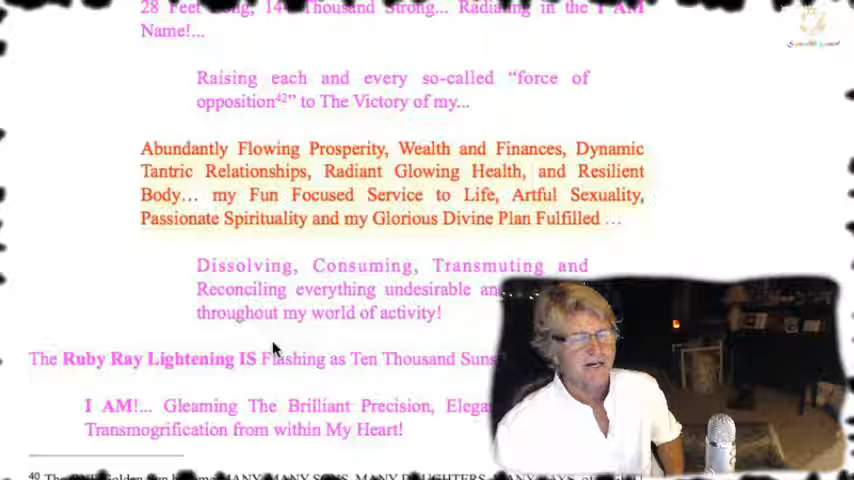 28 Feet Long, 14 Thousand Strong... Radiating in the I AM
Name!...
Raising each and every so-called “force of
opposition42” to The Victory of my...
Abundantly Flowing Prosperity, Wealth and Finances, Dynamic
Tantric Relationships, Radiant Glowing Health, and Resilient
Body… my Fun Focused Service to Life, Artful Sexuality,
Passionate Spirituality and my Glorious Divine Plan Fulfilled …
Dissolving, Consuming, Transmuting and
Reconciling everything undesirable
throughout my world of activity!
The Ruby Ray Lightening IS Flashing as Ten Thousand Suns
I AM!... Gleaming The Brilliant Precision,
Transmogrification from within My Heart!
40 The